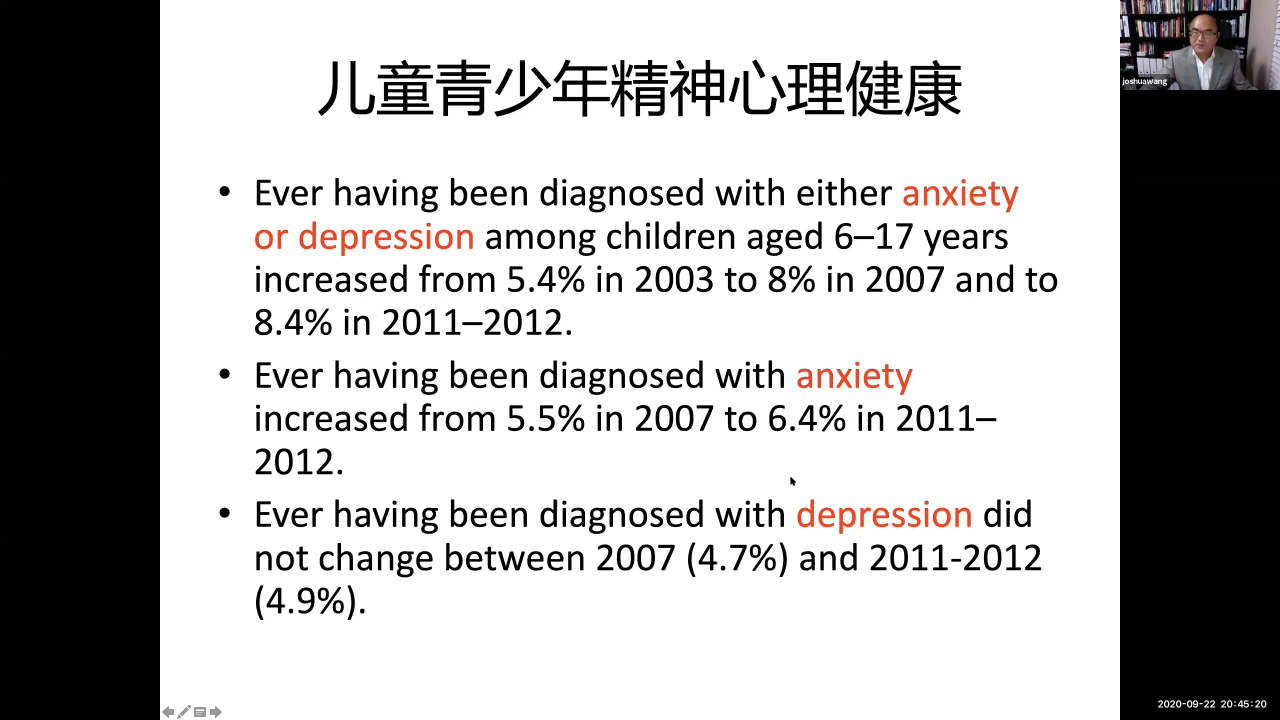 儿童青少年精神心理健康
• Ever having been diagnosed with either anxiety
or depression among children aged 6–17 years
increased from 5.4% in 2003 to 8% in 2007 and to
8.4% in 2011–2012.
• Ever having been diagnosed with anxiety
increased from 5.5% in 2007 to 6.4% in 2011–
2012.
• Ever having been diagnosed with depression did
not change between 2007 (4.7%) and 2011-2012
(4.9%).
joshuawang
2020-09-22 20:45:20